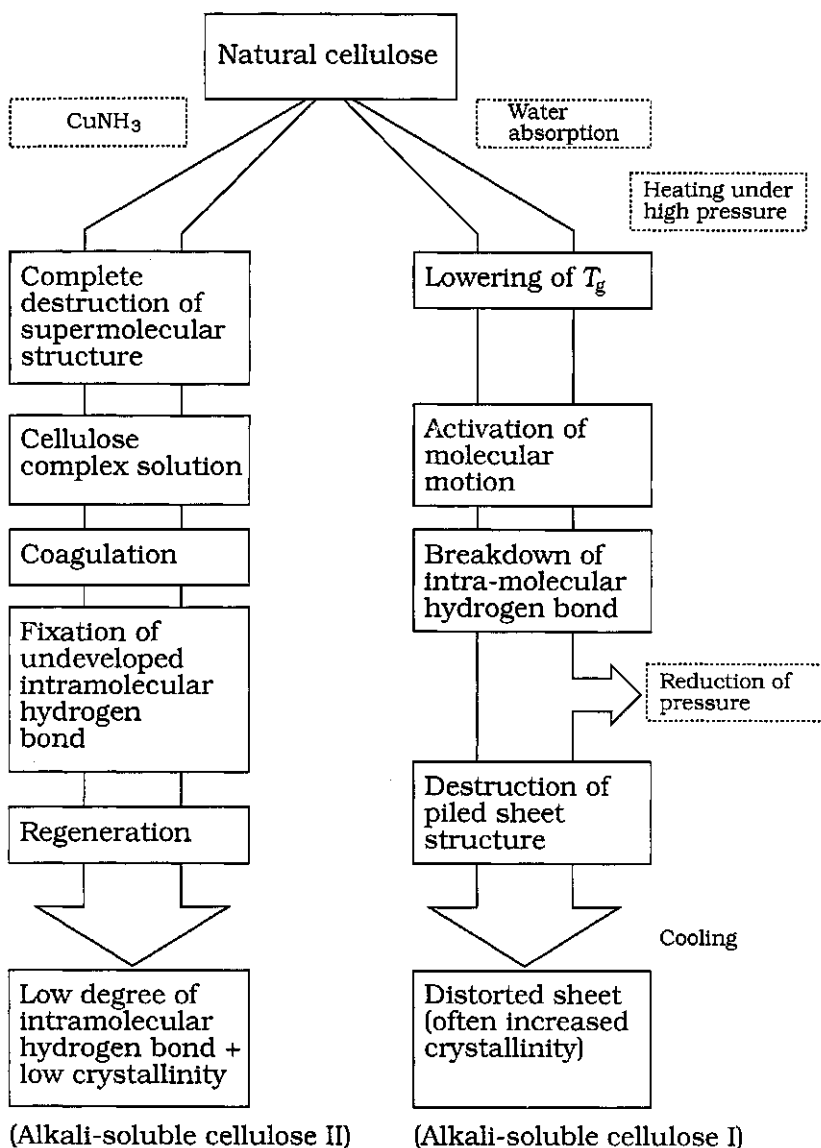 Natural cellulose
CuNH3
Water
absorption
Heating under
high pressure
Complete
destruction of
supermolecular
structure
Cellulose
complex solution
Coagulation
Fixation of
undeveloped
intramolecular
hydrogen
bond
Regeneration
Low degree of
intramolecular
hydrogen bond +
low crystallinity
(Alkali-soluble cellulose II)
Lowering of Tg
Activation of
molecular
motion
Breakdown of
intra-molecular
hydrogen bond
Reduction of
pressure
Destruction of
piled sheet
structure
Cooling
Distorted sheet
(often increased
crystallinity)
(Alkali-soluble cellulose I)